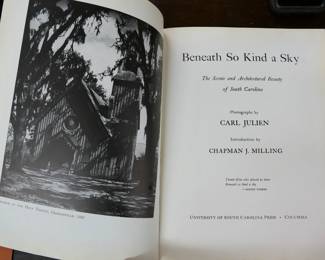 Beneath So Kind a Sky
The Scenic and Architectural Beauty
of South Carolina
Photographs by
CARL JULIEN
Introduction by
CHAPMAN J. MILLING
UNIVERSITY OF SOUTH CAROLINA PRESS • COLUMBIA